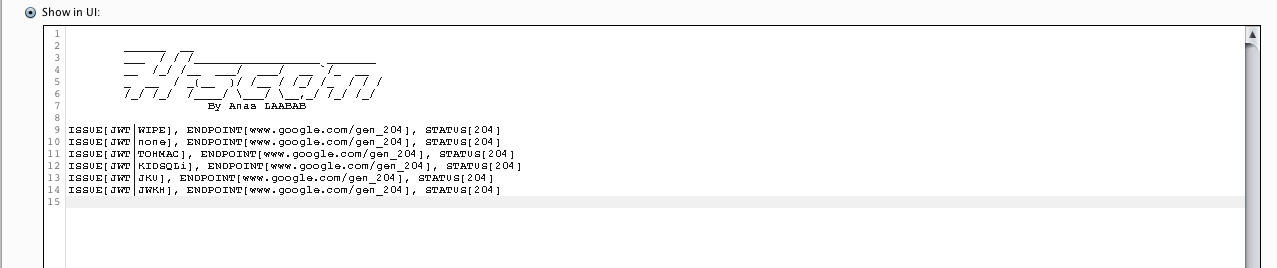 Show in UI:
1
2
3
4
5
Hscan
6
7 By Anas LAABAB
8
9 ISSUE[JWT|WIPE], ENDPOINT[www.google.com/gen_204], STATUS[204]
10 ISSUE[JWT|none], ENDPOINT[www.google.com/gen_204], STATUS[204]
11 ISSUE[JWT|TOHMAC], ENDPOINT[www.google.com/gen_204], STATUS[204]
12 ISSUE[JWT|KIDSQLi], ENDPOINT[www.google.com/gen_204], STATUS[204]
13 ISSUE[JWT|JKU], ENDPOINT[www.google.com/gen_204], STATUS[204]
14 ISSUE[JWT|JWKH], ENDPOINT[www.google.com/gen_204], STATUS[204]
15